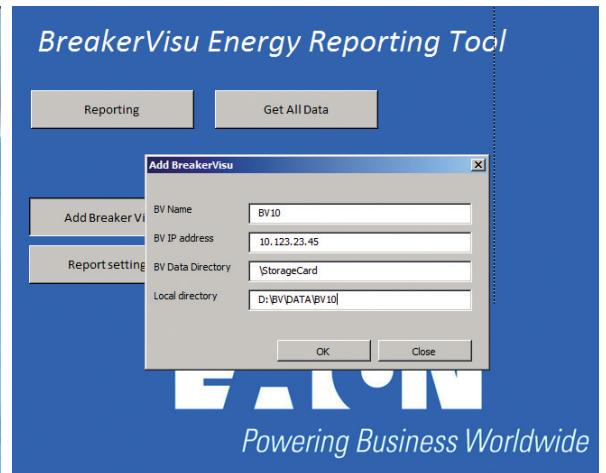 BreakerVisu Energy Reporting Tool
Reporting
Get All Data
Add BreakerVisu
Add Breaker Vi
BV Name
BV10
BV IP address
10.123.23.45
Report setting
BV Data Directory
\StorageCard
Local directory
D:\BV\DATA\BV10
OK
Close
EATON
Powering Business Worldwide